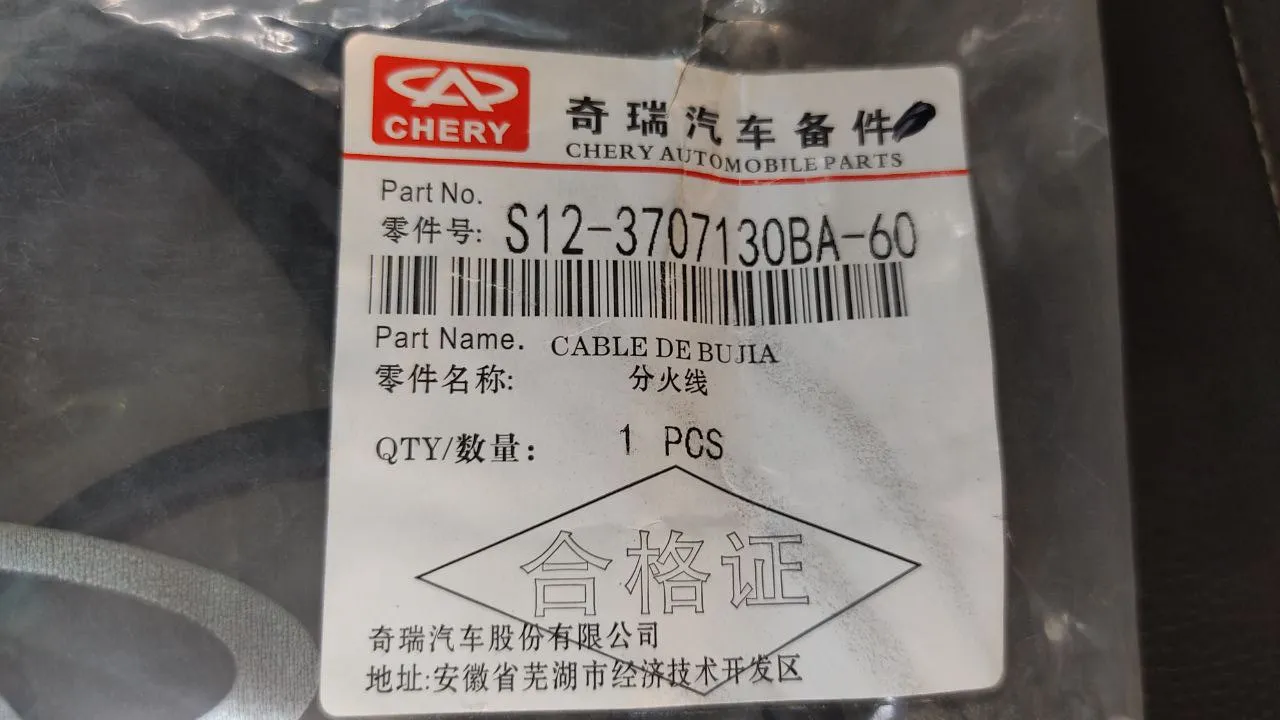 CHERY
奇瑞汽车备件
CHERY AUTOMOBILE PARTS
Part No.
零件号: S12-3707130BA-60
Part Name.
CABLE DE BUJIA
零件名称: 分火线
QTY/数量: 1 PCS
合格证
奇瑞汽车股份有限公司
地址:安徽省芜湖市经济技术开发区